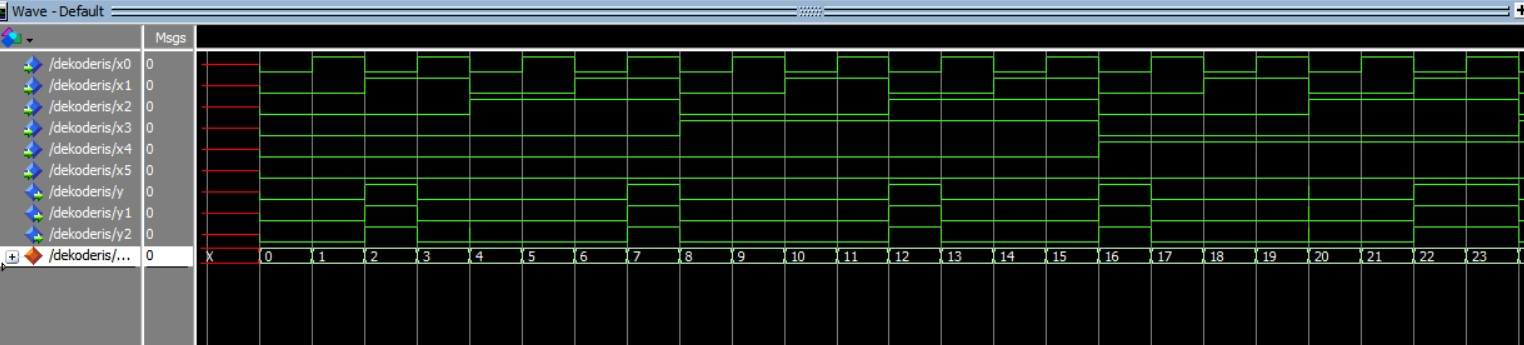 Wave - Default
Msgs
/dekoderis/x0 0
/dekoderis/x1 0
/dekoderis/x2 0
/dekoderis/x3 0
/dekoderis/x4 0
/dekoderis/x5 0
/dekoderis/y 0
/dekoderis/y1 0
/dekoderis/y2 0
/dekoderis/... 0 X 0 1 2 3 4 5 6 7 8 9 10 11 12 13 14 15 16 17 18 19 20 21 22 23